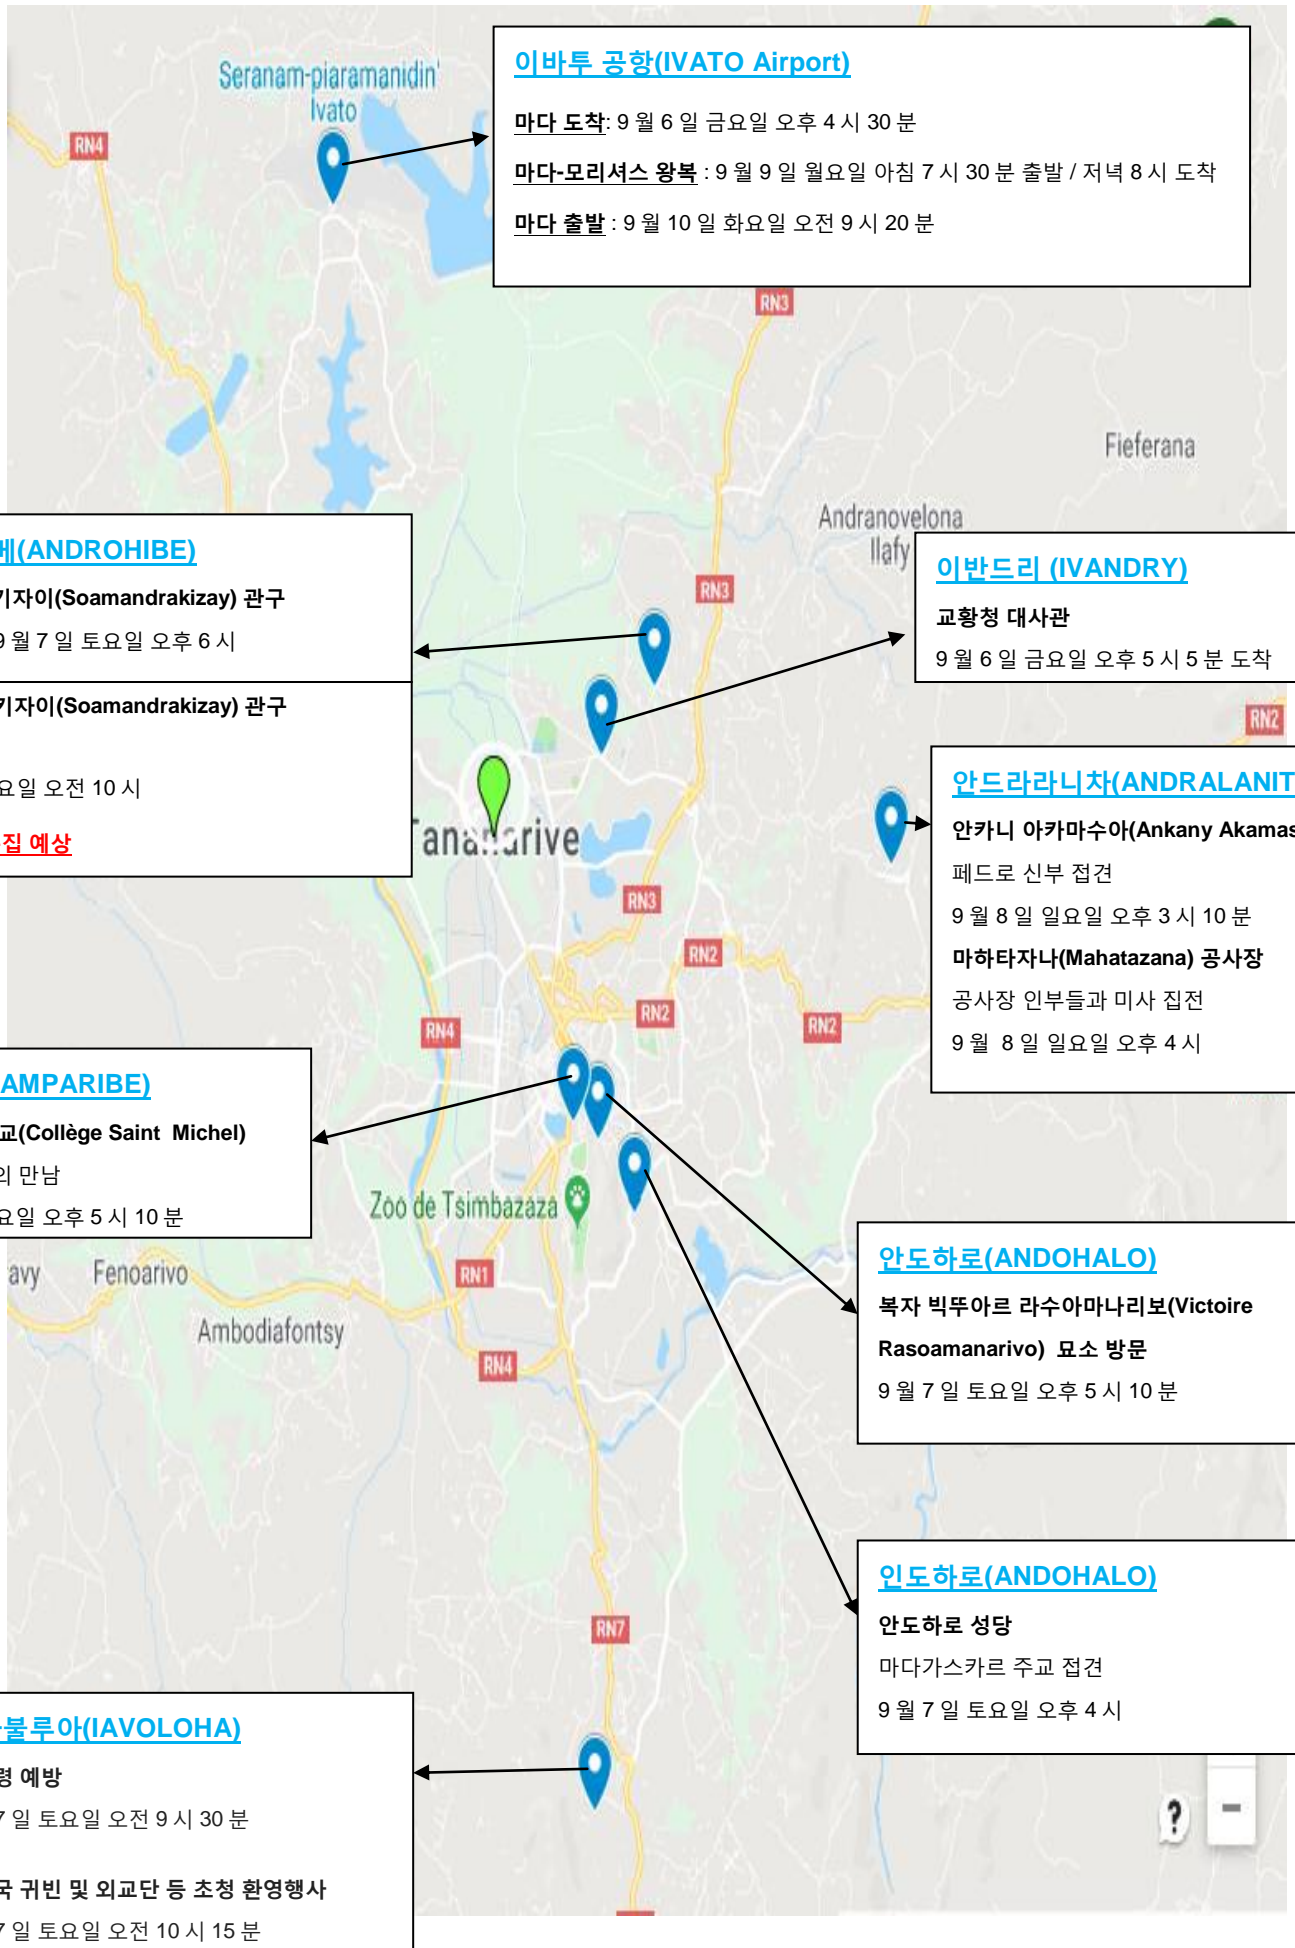 이바투 공항(IVATO Airport)
마다 도착: 9 월 6 일 금요일 오후 4 시 30 분
마다-모리셔스 왕복 : 9 월 9 일 월요일 아침 7 시 30 분 출발 / 저녁 8 시 도착
마다 출발 : 9 월 10 일 화요일 오전 9 시 20 분
Seranam-piaramanidin'
Ivato
RN4
RN3
Fieferana
Andranovelona
Ilafy
RN3
베(ANDROHIBE)
기자이(Soamandrakizay) 관구
9 월 7 일 토요일 오후 6 시
기자이(Soamandrakizay) 관구
요일 오전 10 시
집 예상
이반드리 (IVANDRY)
교황청 대사관
9 월 6 일 금요일 오후 5 시 5 분 도착
RN2
안드라라니차(ANDRALANIT
안카니 아카마수아(Ankany Akamas
페드로 신부 접견
9 월 8 일 일요일 오후 3 시 10 분
마하타자나(Mahatazana) 공사장
공사장 인부들과 미사 집전
9 월 8 일 일요일 오후 4 시
RN3
RN2
RN2
RN2
RN4
AMPARIBE)
교(Collège Saint Michel)
의 만남
요일 오후 5 시 10 분
Zoo de Tsimbazaza
avy
Fenoarivo
RN1
Ambodiafontsy
RN4
안도하로(ANDOHALO)
복자 빅뚜아르 라수아마나리보(Victoire
Rasoamanarivo) 묘소 방문
9 월 7 일 토요일 오후 5 시 10 분
인도하로(ANDOHALO)
안도하로 성당
마다가스카르 주교 접견
9 월 7 일 토요일 오후 4 시
RN7
불루아(IAVOLOHA)
령 예방
7 일 토요일 오전 9 시 30 분
국 귀빈 및 외교단 등 초청 환영행사
7 일 토요일 오전 10 시 15 분
?